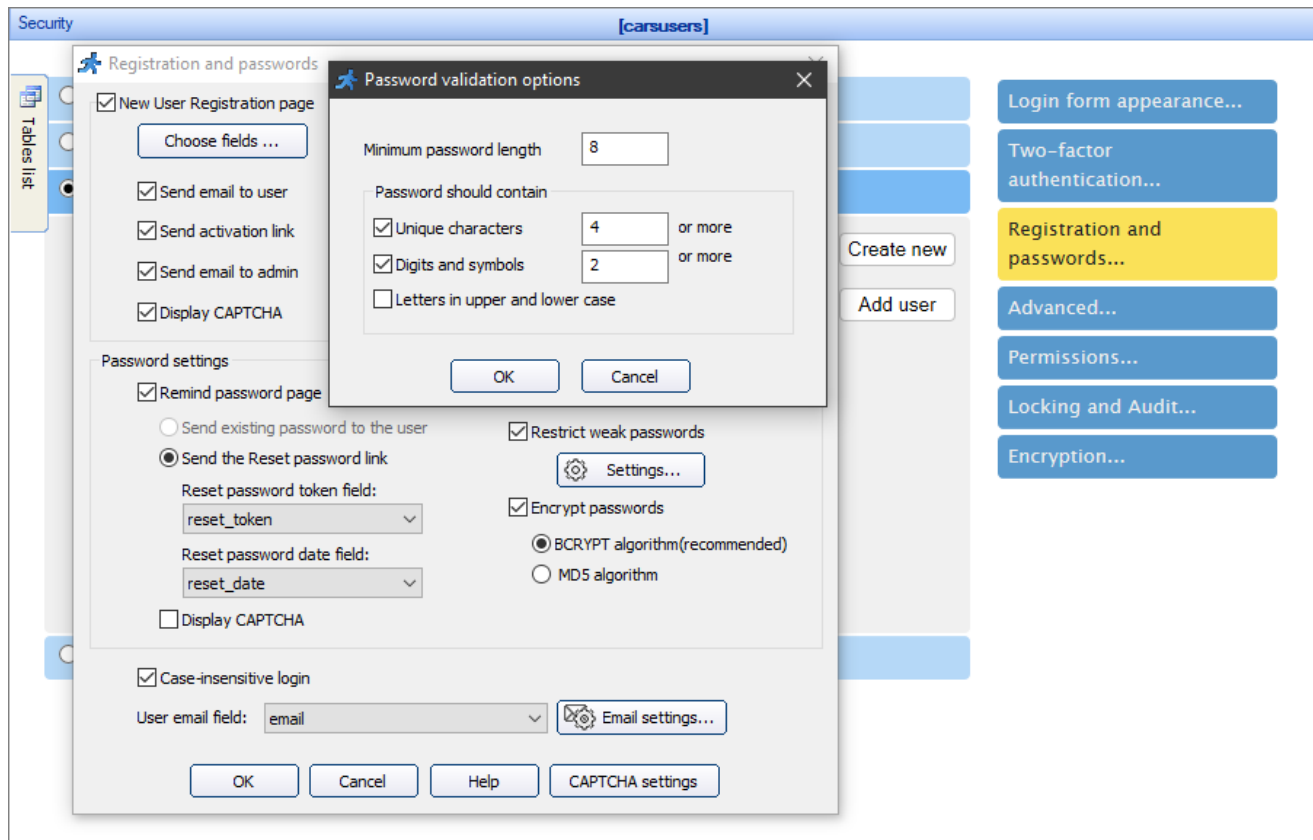 Security
[carsusers]
Tables list
Registration and passwords
New User Registration page
Choose fields ...
Send email to user
Send activation link
Send email to admin
Display CAPTCHA
Password validation options
Minimum password length 8
Password should contain
Unique characters 4 or more
Digits and symbols 2 or more
Letters in upper and lower case
OK Cancel
Password settings
Remind password page
Send existing password to the user
Send the Reset password link
Reset password token field:
reset_token
Reset password date field:
reset_date
Display CAPTCHA
Restrict weak passwords
Settings...
Encrypt passwords
BCRYPT algorithm(recommended)
MD5 algorithm
Case-insensitive login
User email field: email Email settings...
OK Cancel Help CAPTCHA settings
Create new
Add user
Login form appearance...
Two-factor
authentication...
Registration and
passwords...
Advanced...
Permissions...
Locking and Audit...
Encryption...